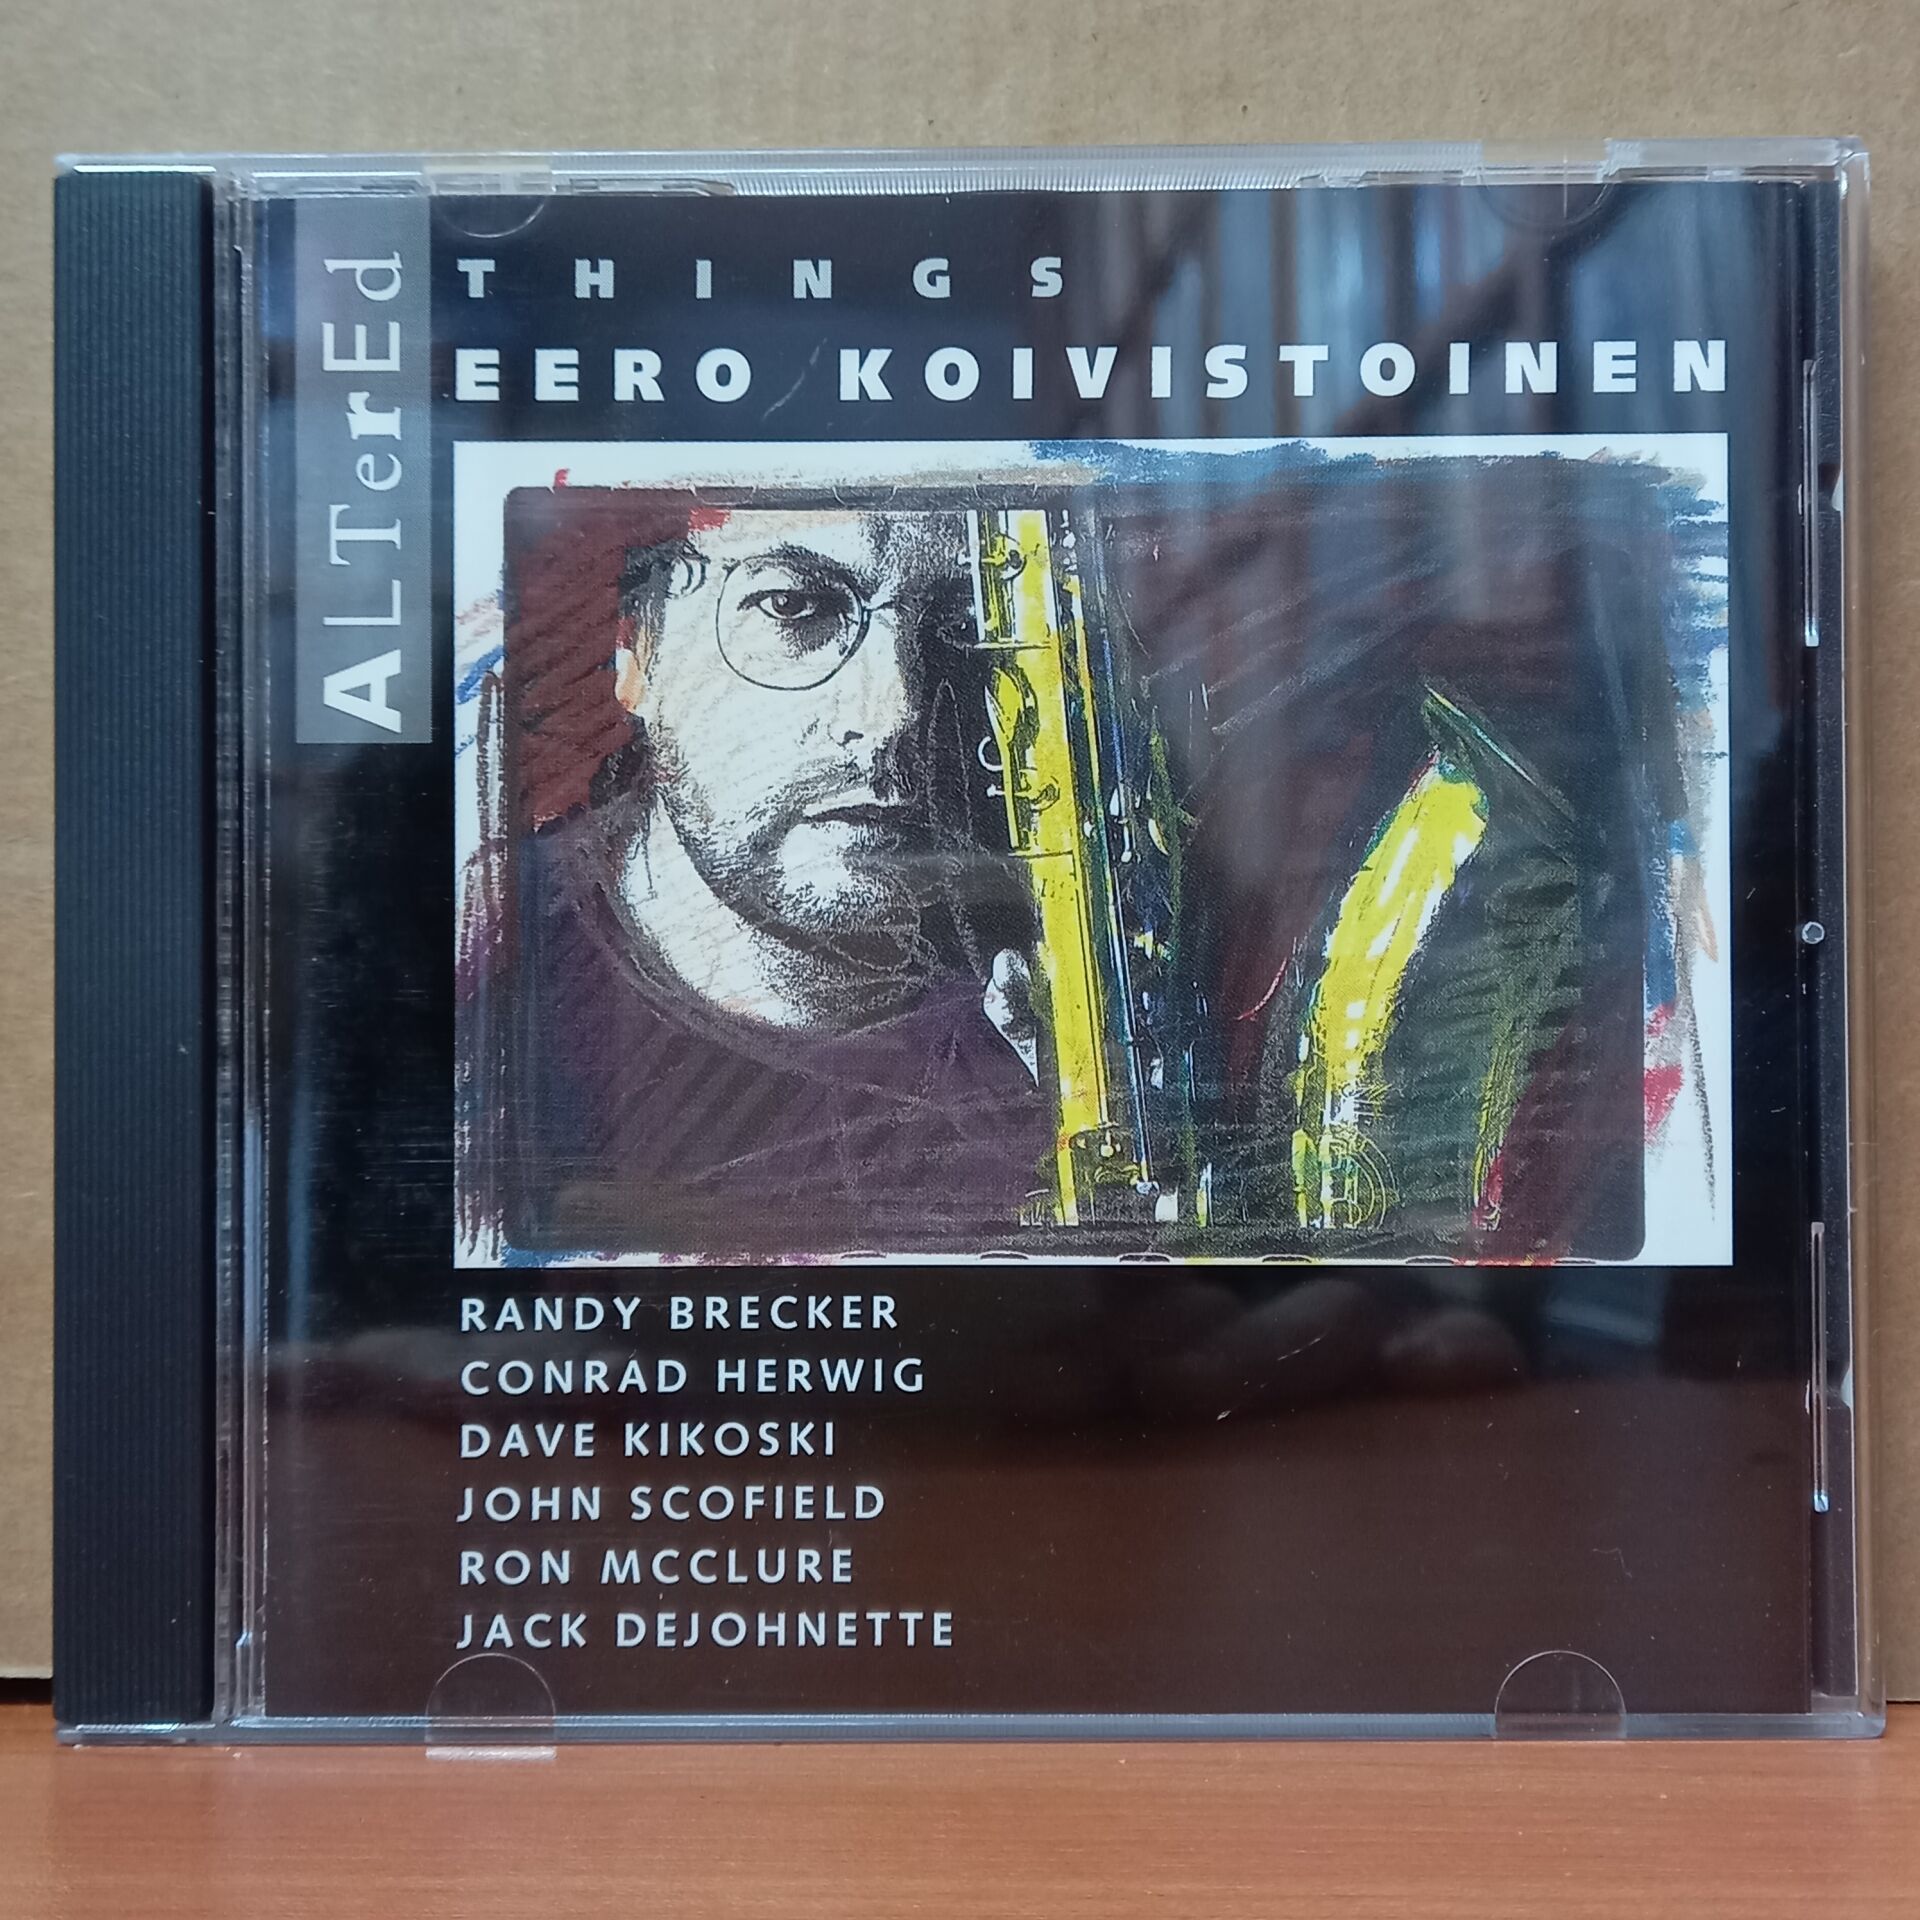 ALTerEd
THINGS
EERO KOIVISTOINEN
RANDY BRECKER
CONRAD HERWIG
DAVE KIKOSKI
JOHN SCOFIELD
RON MCCLURE
JACK DEJOHNETTE